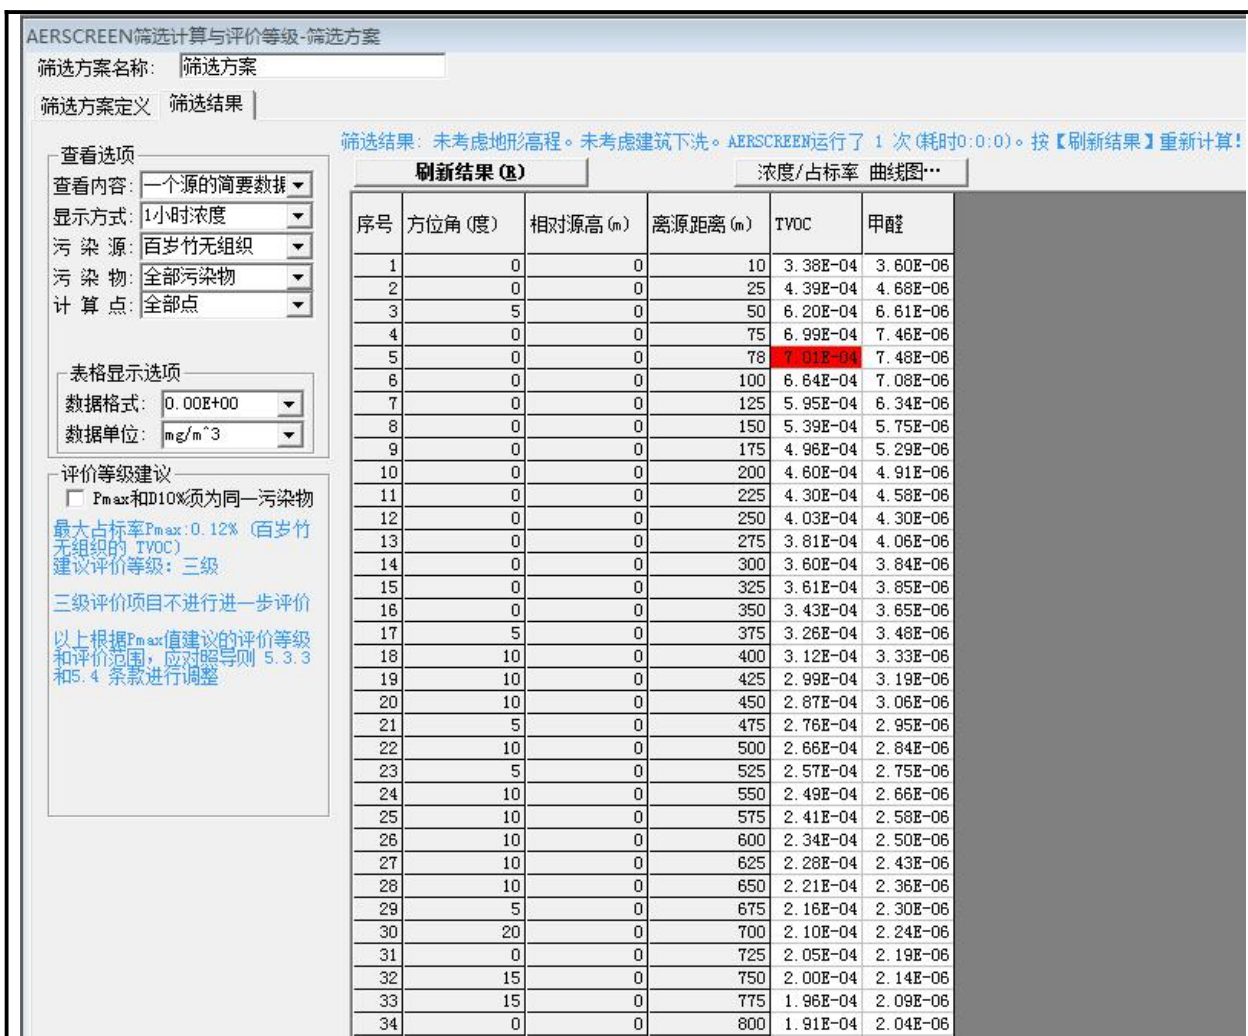 AERSCREEN筛选计算与评价等级-筛选方案
筛选方案名称: 筛选方案
筛选方案定义 筛选结果
筛选结果: 未考虑地形高程。未考虑建筑下洗。AERSCREEN运行了 1 次(耗时0:0:0)。按【刷新结果】重新计算!
刷新结果(R) 浓度/占标率 曲线图…
查看选项
查看内容: 一个源的简要数据
显示方式: 1小时浓度
污 染 源: 百岁竹无组织
污 染 物: 全部污染物
计 算 点: 全部点
表格显示选项
数据格式: 0.00E+00
数据单位: mg/m^3
评价等级建议
Pmax和D10%须为同一污染物
最大占标率Pmax:0.12% (百岁竹
无组织的 TVOC)
建议评价等级: 三级
三级评价项目不进行进一步评价
以上根据Pmax值建议的评价等级
和评价范围,应对照导则 5.3.3
和5.4 条款进行调整
序号 方位角(度) 相对源高(m) 离源距离(m) TVOC 甲醛
1 0 0 10 3.38E-04 3.60E-06
2 0 0 25 4.39E-04 4.68E-06
3 5 0 50 6.20E-04 6.61E-06
4 0 0 75 6.99E-04 7.46E-06
5 0 0 78 7.01E-04 7.48E-06
6 0 0 100 6.64E-04 7.08E-06
7 0 0 125 5.95E-04 6.34E-06
8 0 0 150 5.39E-04 5.75E-06
9 0 0 175 4.96E-04 5.29E-06
10 0 0 200 4.60E-04 4.91E-06
11 0 0 225 4.30E-04 4.58E-06
12 0 0 250 4.03E-04 4.30E-06
13 0 0 275 3.81E-04 4.06E-06
14 0 0 300 3.60E-04 3.84E-06
15 0 0 325 3.61E-04 3.85E-06
16 0 0 350 3.43E-04 3.65E-06
17 5 0 375 3.26E-04 3.48E-06
18 10 0 400 3.12E-04 3.33E-06
19 10 0 425 2.99E-04 3.19E-06
20 10 0 450 2.87E-04 3.06E-06
21 5 0 475 2.76E-04 2.95E-06
22 10 0 500 2.66E-04 2.84E-06
23 5 0 525 2.57E-04 2.75E-06
24 10 0 550 2.49E-04 2.66E-06
25 10 0 575 2.41E-04 2.58E-06
26 10 0 600 2.34E-04 2.50E-06
27 10 0 625 2.28E-04 2.43E-06
28 10 0 650 2.21E-04 2.36E-06
29 5 0 675 2.16E-04 2.30E-06
30 20 0 700 2.10E-04 2.24E-06
31 0 0 725 2.05E-04 2.19E-06
32 15 0 750 2.00E-04 2.14E-06
33 15 0 775 1.96E-04 2.09E-06
34 0 0 800 1.91E-04 2.04E-06